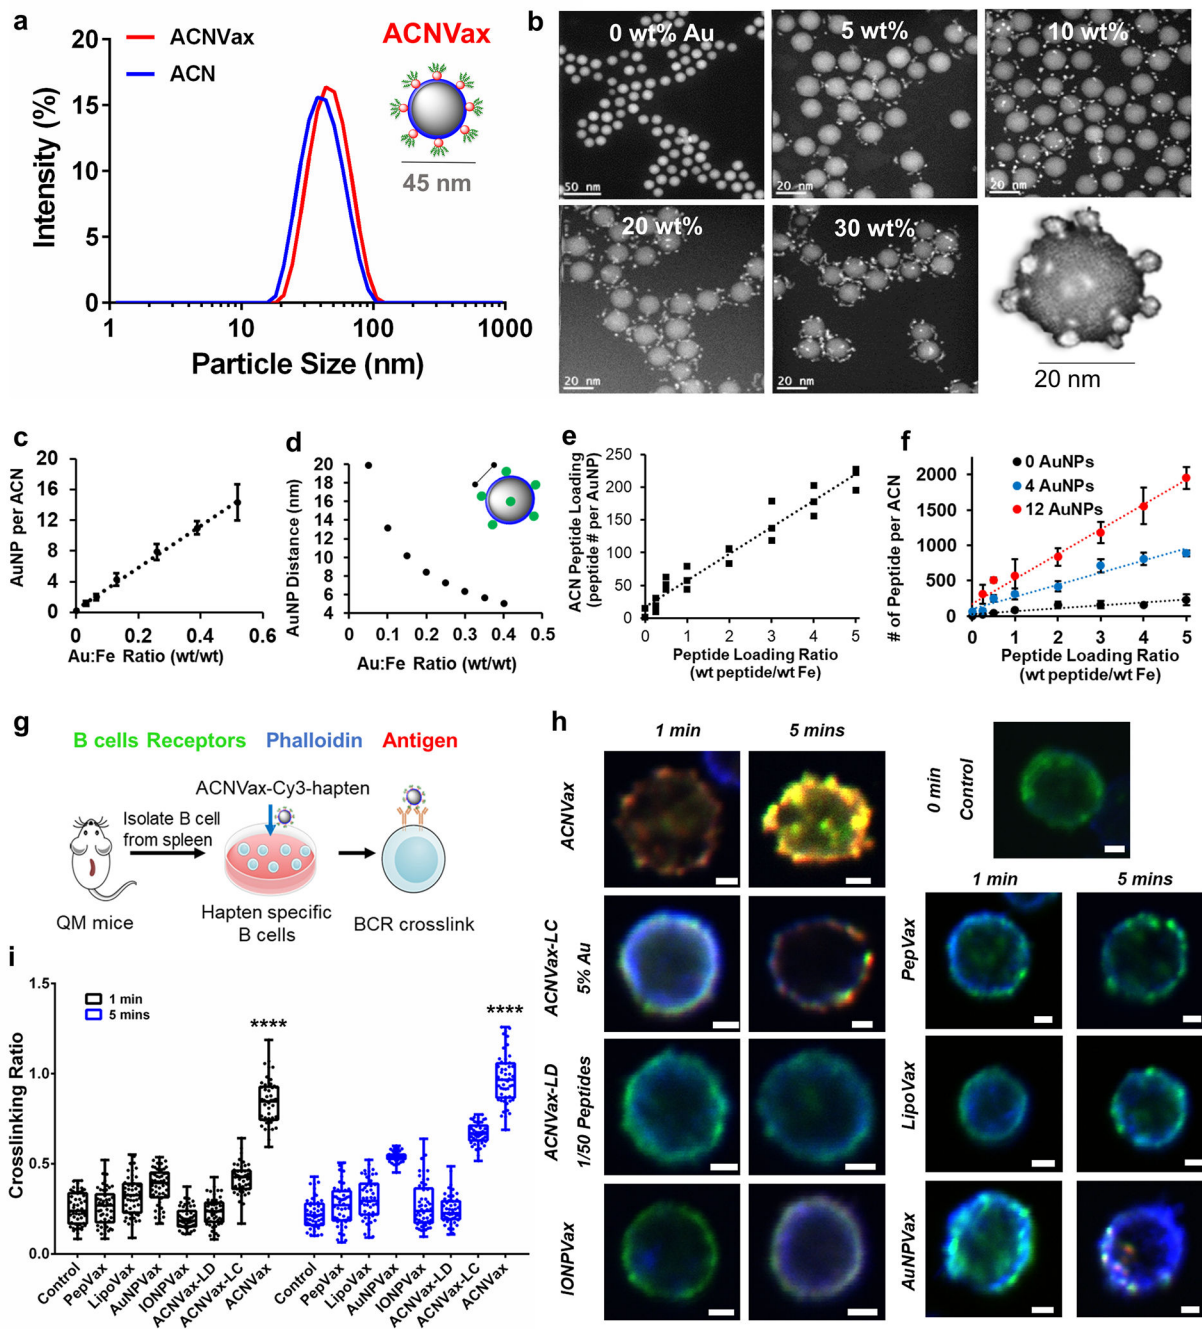 a
ACNVax
ACN
ACNVax
45 nm
Intensity (%)
20
15
10
5
0
1
10
100
1000
Particle Size (nm)
b
0 wt% Au
50 nm
5 wt%
20 nm
10 wt%
20 nm
20 wt%
20 nm
30 wt%
20 nm
20 nm
c
AuNP per ACN
20
16
12
8
4
0
0.0
0.2
0.4
0.6
Au:Fe Ratio (wt/wt)
d
AuNP Distance (nm)
20
18
16
14
12
10
8
6
4
0
0.1
0.2
0.3
0.4
0.5
Au:Fe Ratio (wt/wt)
e
ACN Peptide Loading
(peptide # per AuNP)
250
200
150
100
50
0
0
1
2
3
4
5
Peptide Loading Ratio
(wt peptide/wt Fe)
f
# of Peptide per ACN
0 AuNPs
4 AuNPs
12 AuNPs
2000
1500
1000
500
0
0
1
2
3
4
5
Peptide Loading Ratio
(wt peptide/wt Fe)
g
B cells Receptors Phalloidin Antigen
ACNVax-Cy3-hapten
Isolate B cell
from spleen
QM mice
Hapten specific
B cells
BCR crosslink
h
1 min
5 mins
ACNVax
ACNVax-LC
5% Au
ACNVax-LD
1/50 Peptides
IONPVax
0 min
Control
1 min
5 mins
PepVax
LipoVax
AuNPVax
i
Crosslinking Ratio
1.5
1.0
0.5
0.0
1 min
5 mins
****
****
Control
PepVax
LipoVax
AuNPVax
IONPVax
ACNVax-LD
ACNVax-LC
ACNVax
Control
PepVax
LipoVax
AuNPVax
IONPVax
ACNVax-LD
ACNVax-LC
ACNVax